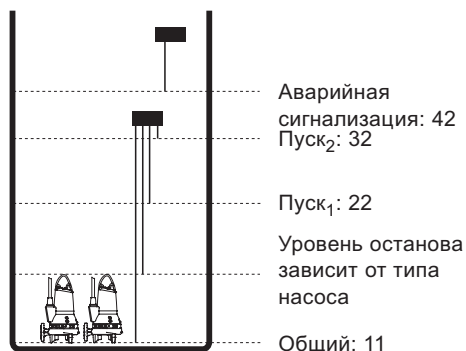 Аварийная
сигнализация: 42
Пуск₂: 32
Пуск₁: 22
Уровень останова
зависит от типа
насоса
Общий: 11